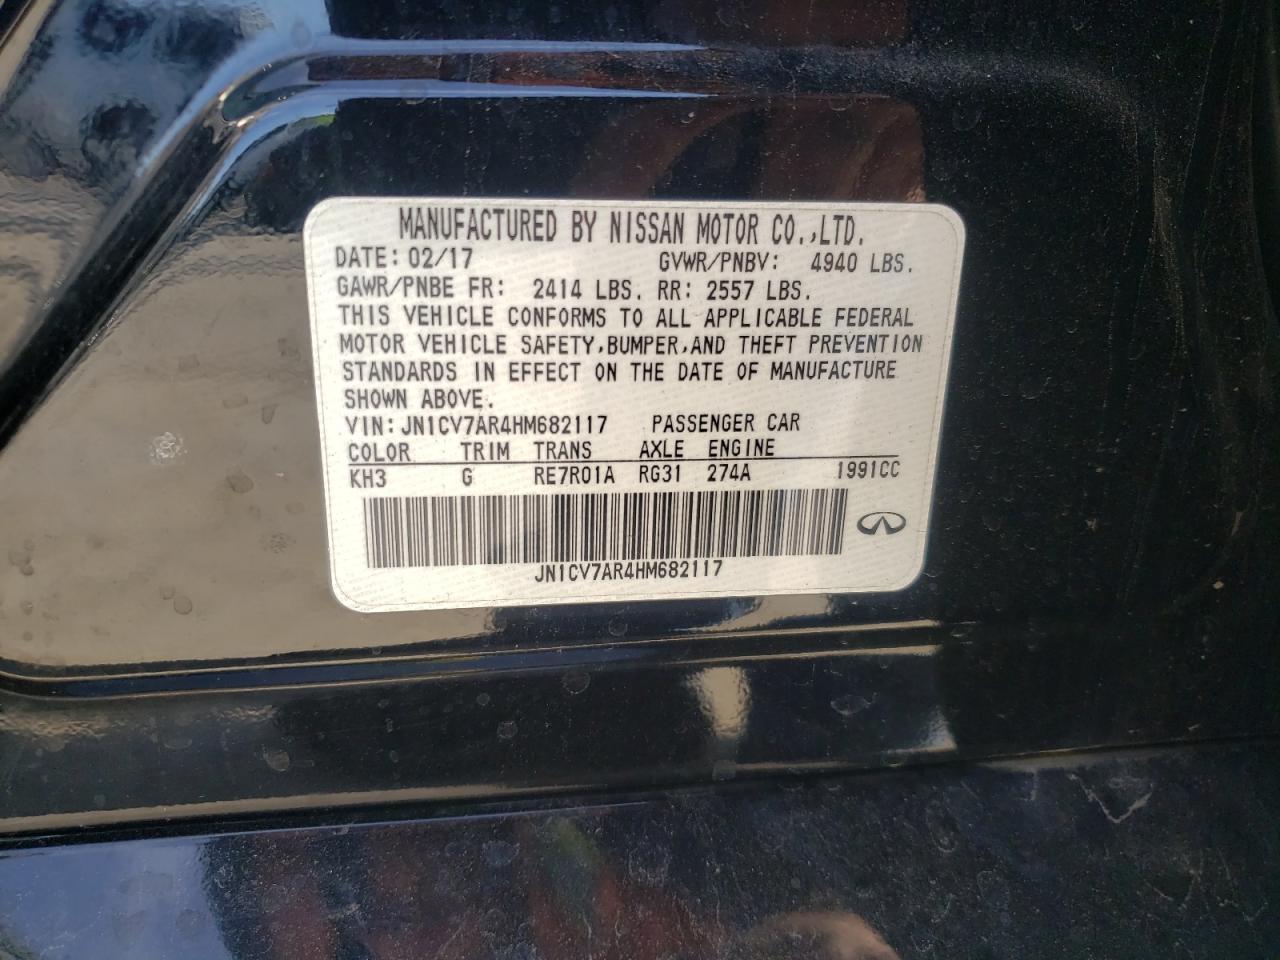 MANUFACTURED BY NISSAN MOTOR CO.,LTD.
DATE: 02/17 GVWR/PNBV: 4940 LBS.
GAWR/PNBE FR: 2414 LBS. RR: 2557 LBS.
THIS VEHICLE CONFORMS TO ALL APPLICABLE FEDERAL
MOTOR VEHICLE SAFETY,BUMPER,AND THEFT PREVENTION
STANDARDS IN EFFECT ON THE DATE OF MANUFACTURE
SHOWN ABOVE.
VIN:JN1CV7AR4HM682117 PASSENGER CAR
COLOR TRIM TRANS AXLE ENGINE
KH3 G RE7R01A RG31 274A 1991CC
JN1CV7AR4HM682117